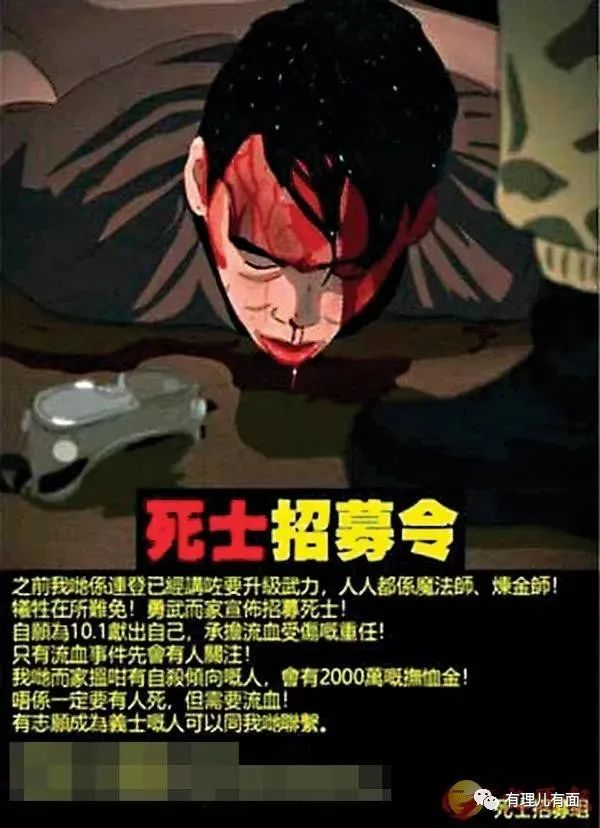 死士招募令
之前我哋係連登已經講咗要升級武力，人人都係魔法師、煉金師！
犧牲在所難免！勇武而家宣佈招募死士！
自願為10.1獻出自己，承擔流血受傷嘅重任！
只有流血事件先會有人關注！
我哋而家搵咁有自殺傾向嘅人，會有2000萬嘅撫恤金！
唔係一定要有人死，但需要流血！
有志願成為義士嘅人可以同我哋聯繫。
有理儿有面
死士招募組